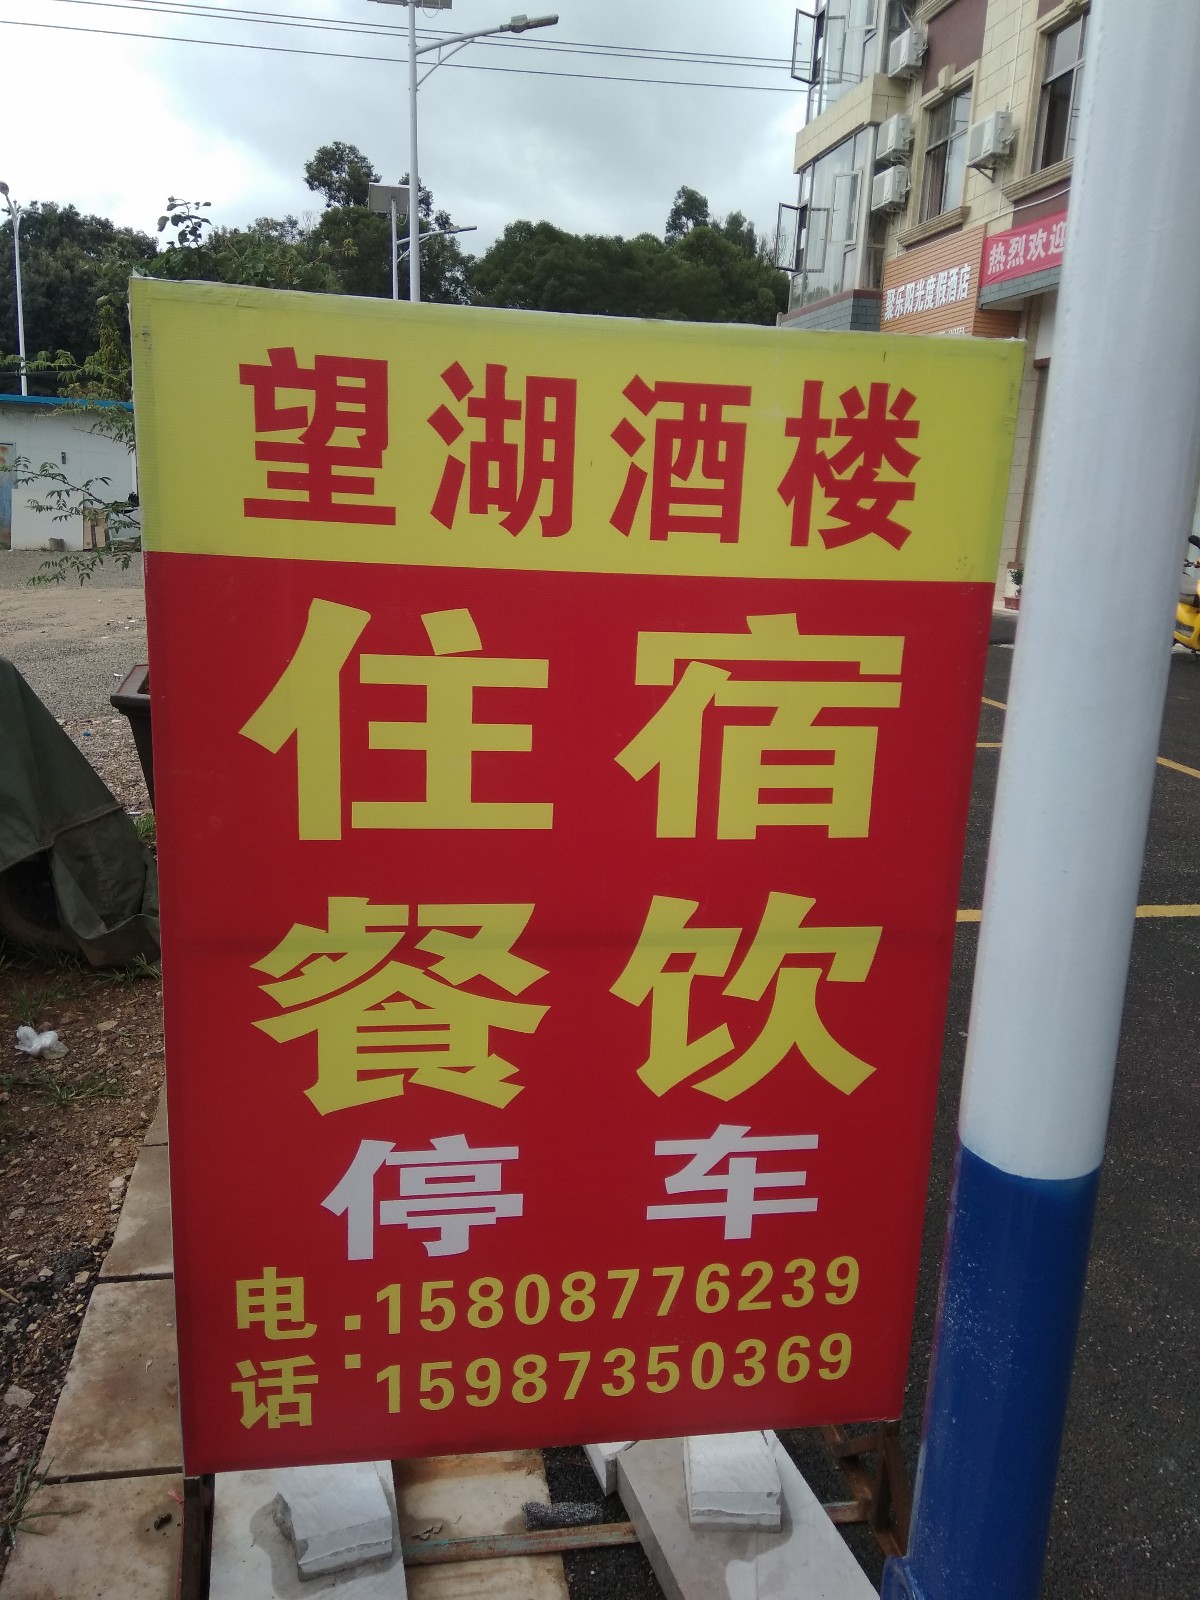 热烈欢迎
聚乐阳光度假酒店
望湖酒楼
住宿
餐饮
停车
电话:15808776239
15987350369